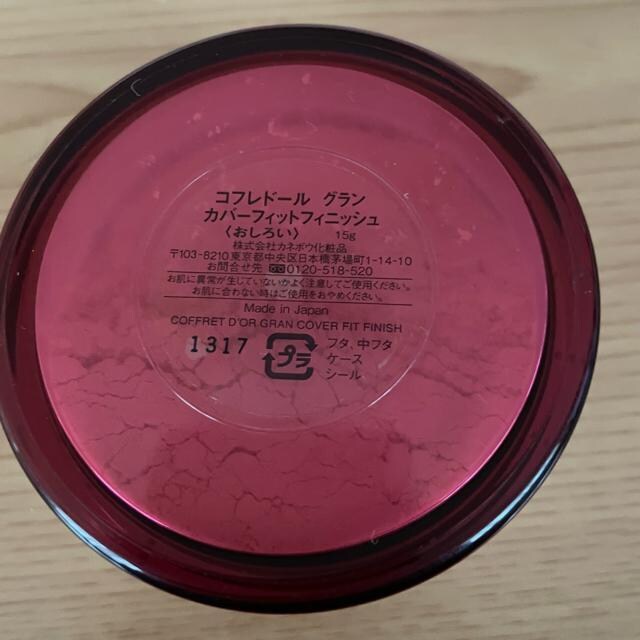 コフレドール グラン
カバーフィットフィニッシュ
〈おしろい〉 15g
株式会社カネボウ化粧品
〒103-8210東京都中央区日本橋茅場町1-14-10
お問合せ先 0120-518-520
お肌に異常が生じていないかよく注意してご使用ください。
お肌に合わない時はご使用をおやめください。
Made in Japan
COFFRET D'OR GRAN COVER FIT FINISH
1317 プラ フタ、中フタ
ケース
シール